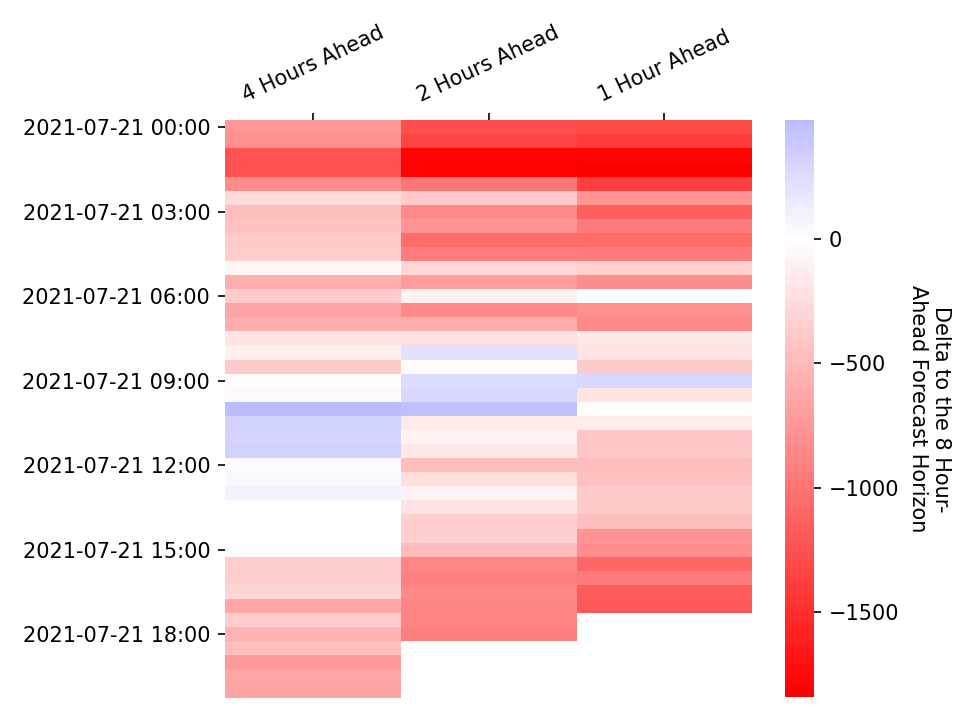 4 Hours Ahead
2 Hours Ahead
1 Hour Ahead
2021-07-21 00:00
2021-07-21 03:00
2021-07-21 06:00
2021-07-21 09:00
2021-07-21 12:00
2021-07-21 15:00
2021-07-21 18:00
0
−500
−1000
−1500
Delta to the 8 Hour-
Ahead Forecast Horizon